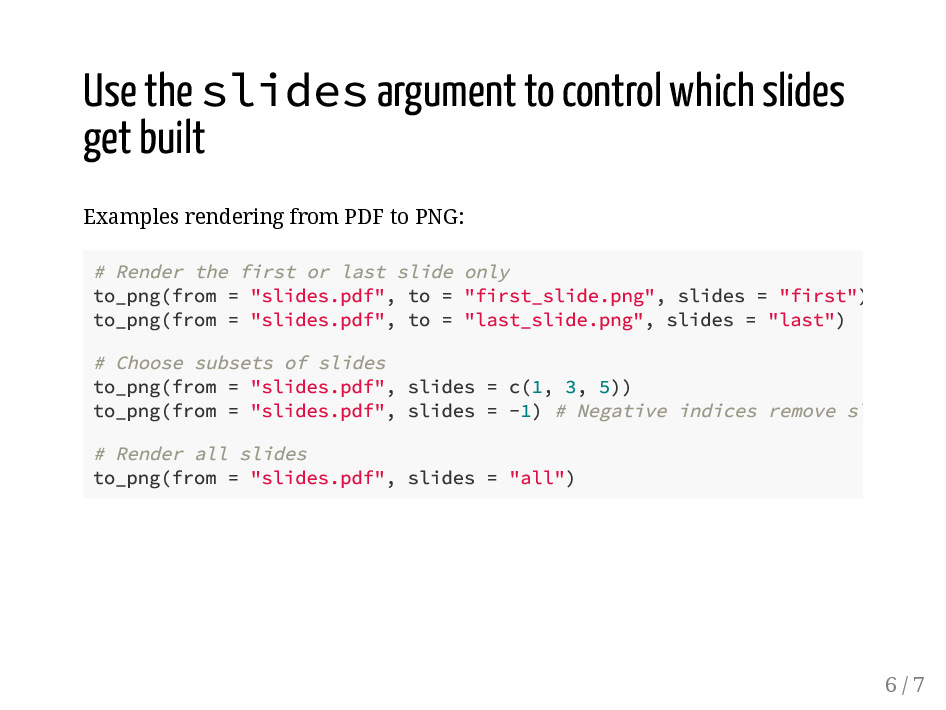 Use the slides argument to control which slides
get built
Examples rendering from PDF to PNG:
# Render the first or last slide only
to_png(from = "slides.pdf", to = "first_slide.png", slides = "first")
to_png(from = "slides.pdf", to = "last_slide.png", slides = "last")
# Choose subsets of slides
to_png(from = "slides.pdf", slides = c(1, 3, 5))
to_png(from = "slides.pdf", slides = -1) # Negative indices remove
# Render all slides
to_png(from = "slides.pdf", slides = "all")
6 / 7